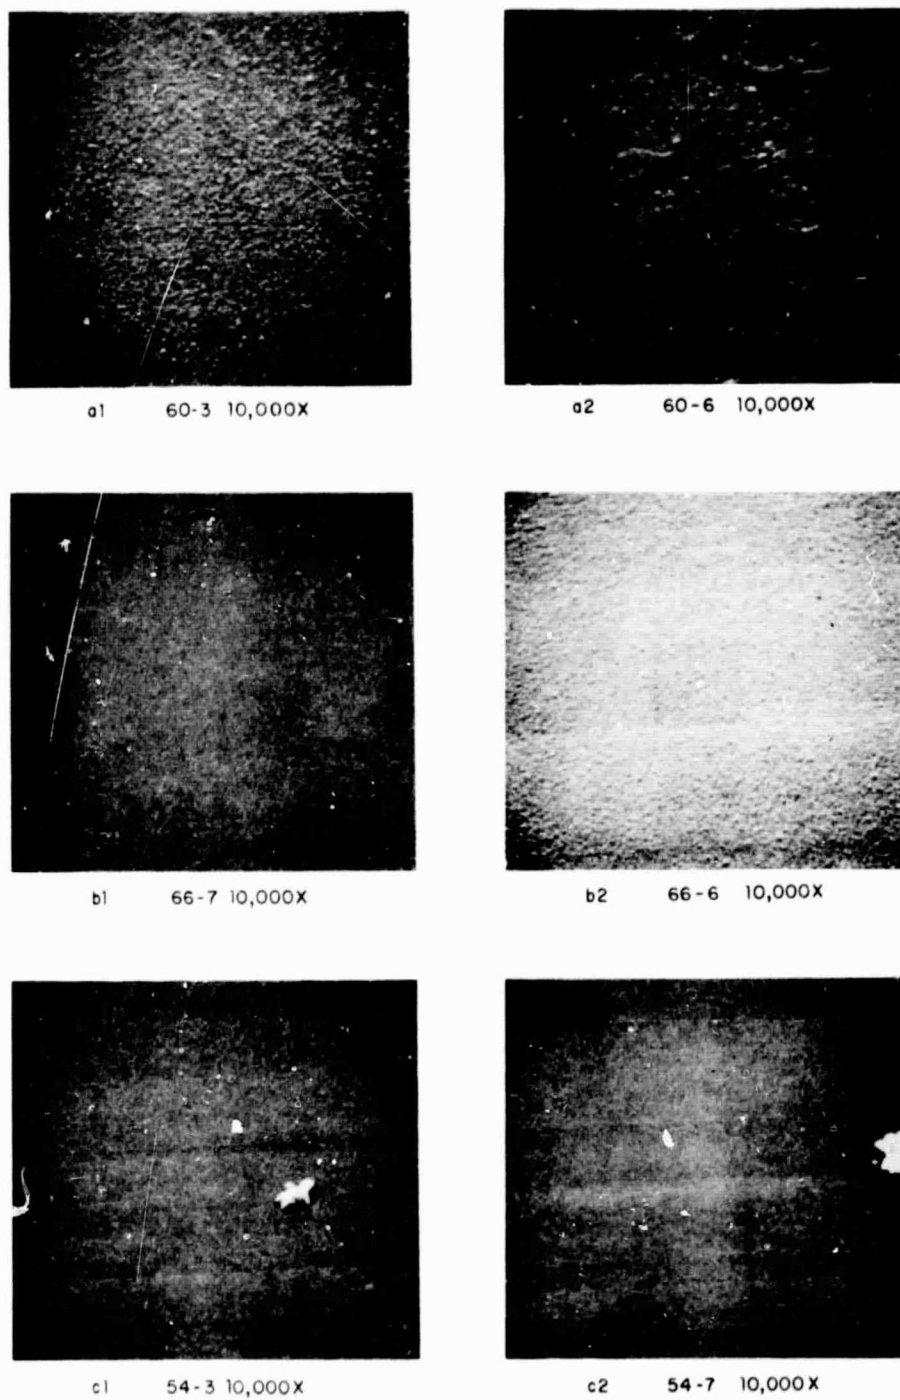 a1 60-3 10,000X
a2 60-6 10,000X
b1 66-7 10,000X
b2 66-6 10,000X
c1 54-3 10,000X
c2 54-7 10,000X